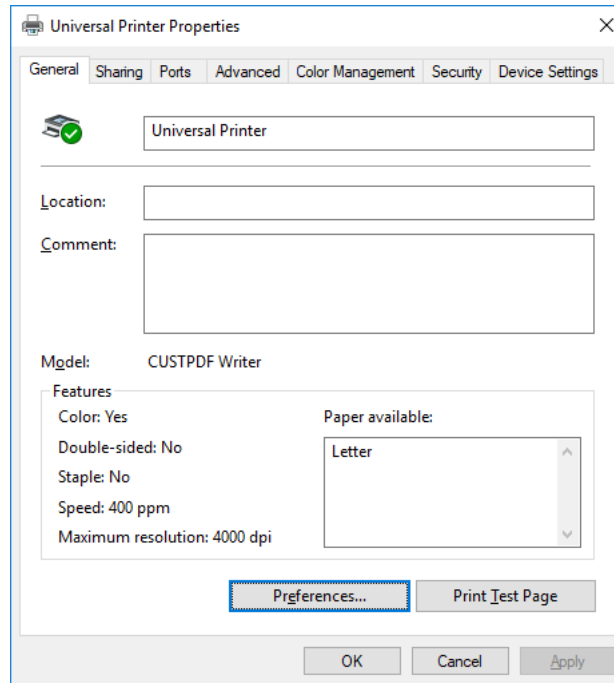 Universal Printer Properties
General Sharing Ports Advanced Color Management Security Device Settings
Universal Printer
Location:
Comment:
Model: CUSTPDF Writer
Features
Color: Yes
Paper available:
Double-sided: No
Letter
Staple: No
Speed: 400 ppm
Maximum resolution: 4000 dpi
Preferences... Print Test Page
OK Cancel Apply